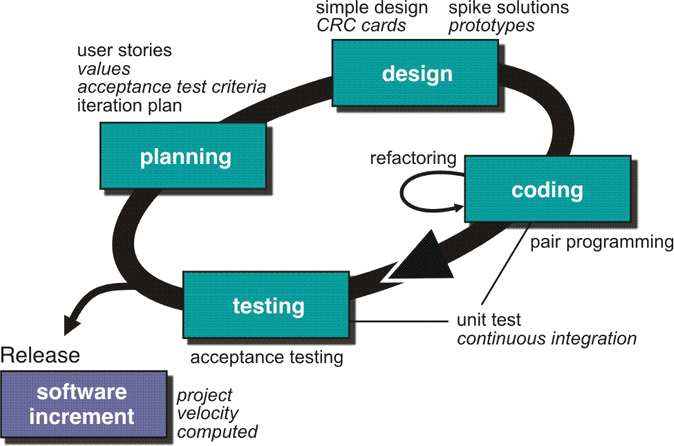 simple design
CRC cards
spike solutions
prototypes
user stories
values
acceptance test criteria
iteration plan
design
planning
refactoring
coding
pair programming
testing
unit test
continuous integration
acceptance testing
Release
software
increment
project
velocity
computed